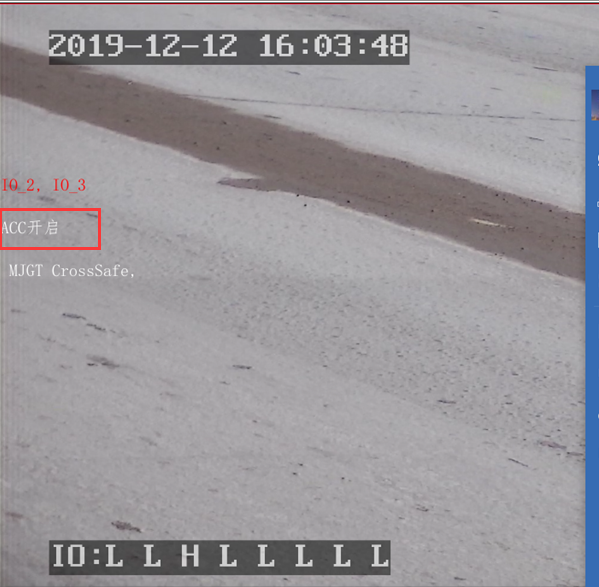 2019-12-12 16:03:48
IO_2, IO_3
ACC开启
MJGT CrossSafe,
IO:L L H L L L L L